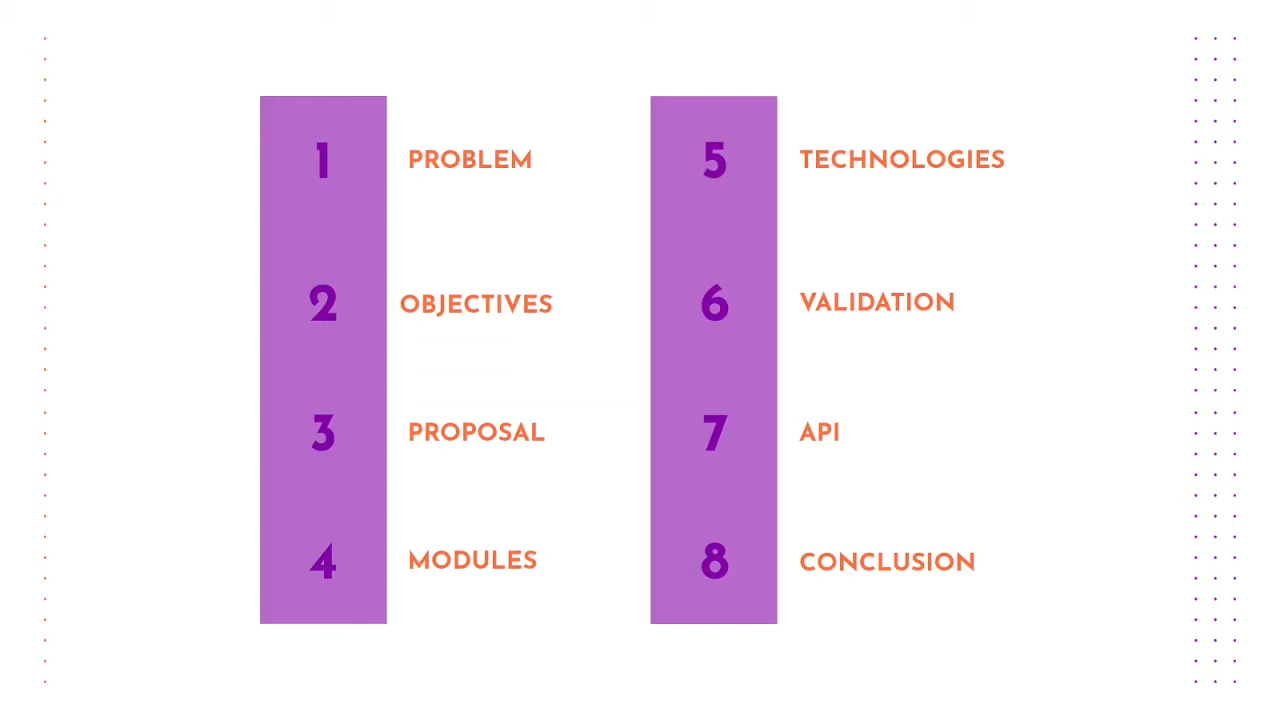 1 PROBLEM
2 OBJECTIVES
3 PROPOSAL
4 MODULES
5 TECHNOLOGIES
6 VALIDATION
7 API
8 CONCLUSION